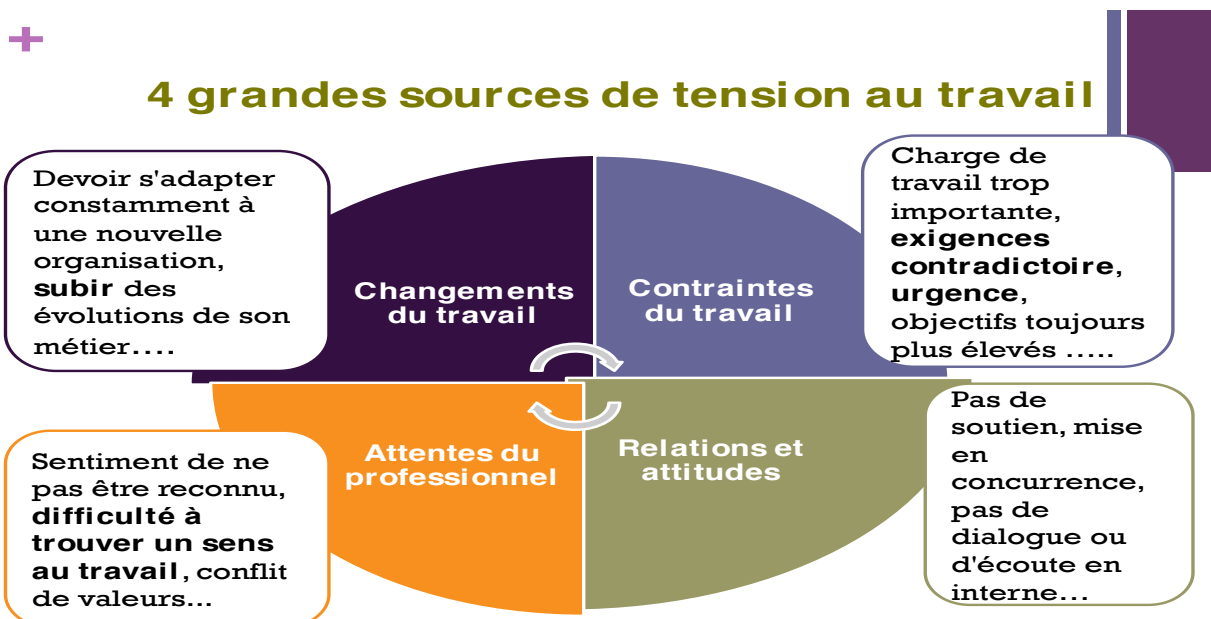 +
4 grandes sources de tension au travail
Devoir s'adapter
constamment à
une nouvelle
organisation,
subir des
évolutions de son
métier....
Changements
du travail
Contraintes
du travail
Charge de
travail trop
importante,
exigences
contradictoire,
urgence,
objectifs toujours
plus élevés .....
Sentiment de ne
pas être reconnu,
difficulté à
trouver un sens
au travail, conflit
de valeurs...
Attentes du
professionnel
Relations et
attitudes
Pas de
soutien, mise
en
concurrence,
pas de
dialogue ou
d'écoute en
interne...